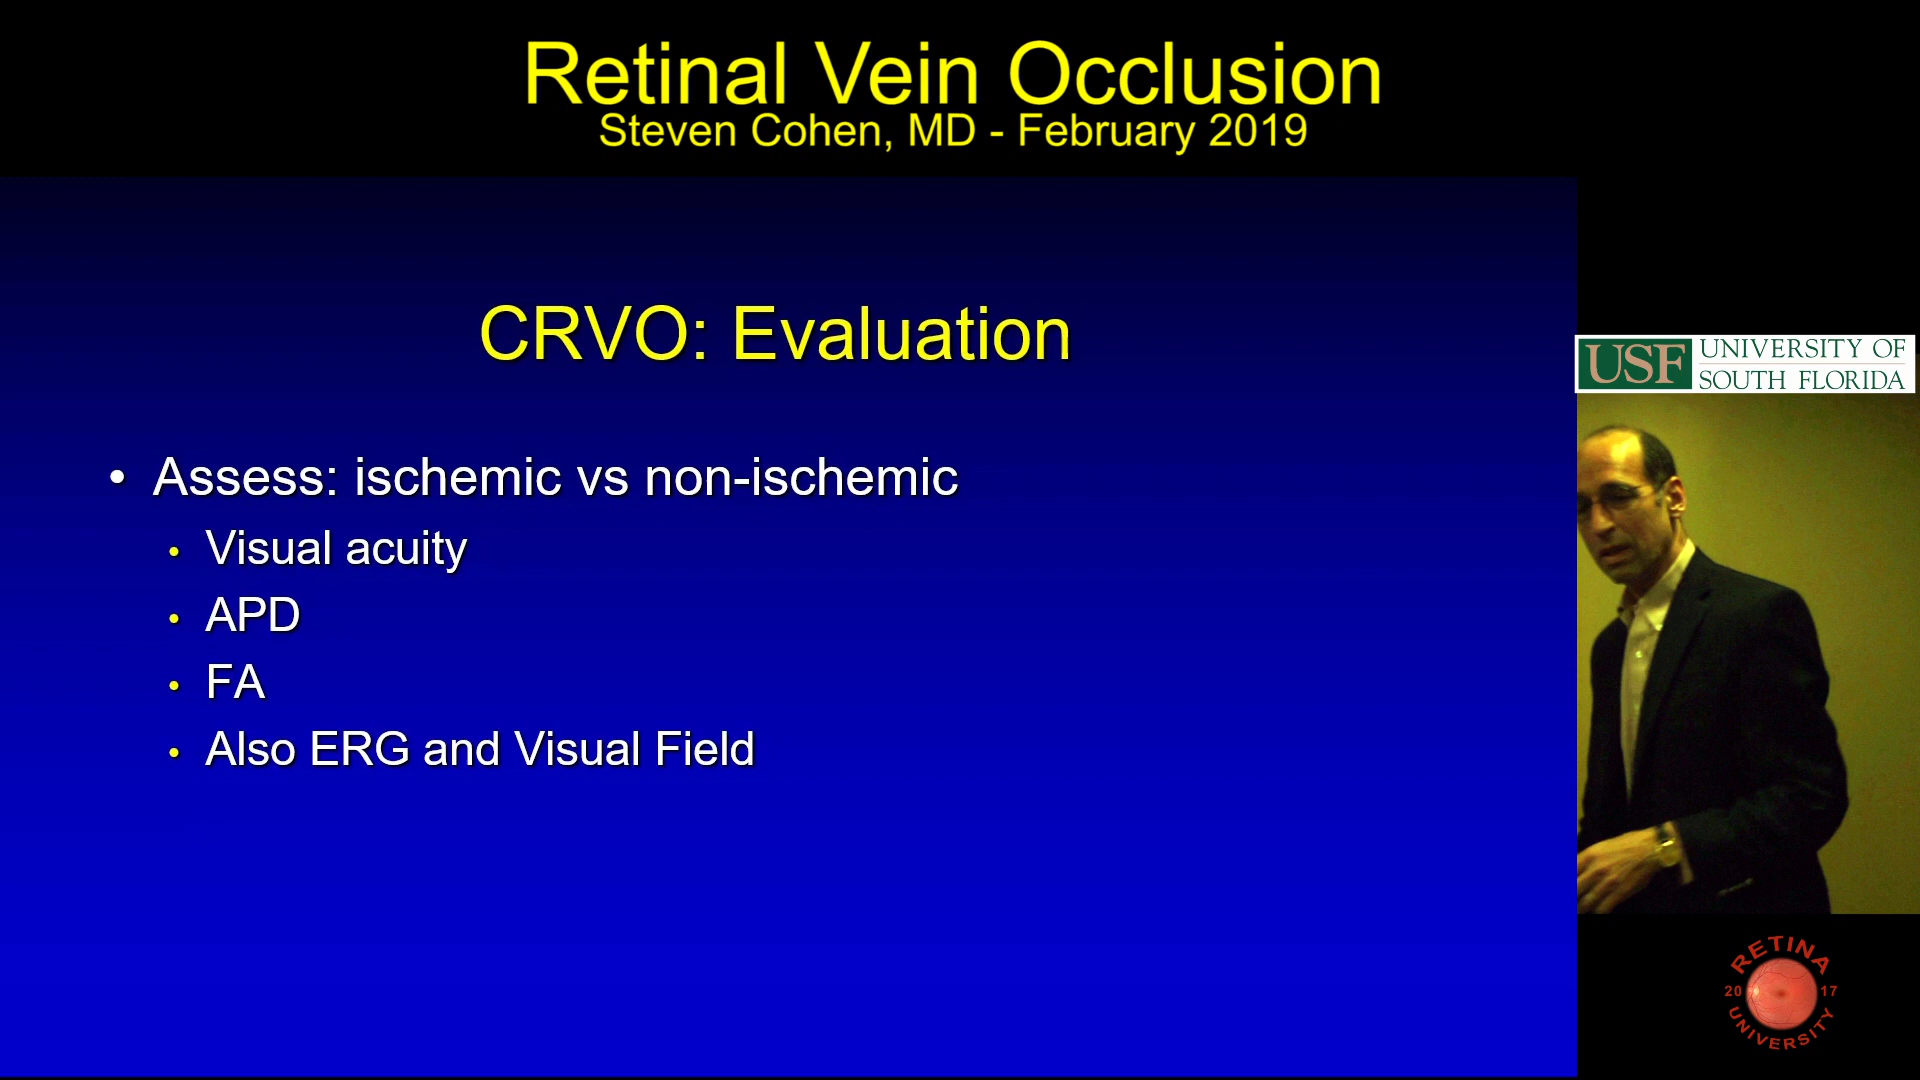 Retinal Vein Occlusion
Steven Cohen, MD - February 2019
CRVO: Evaluation
• Assess: ischemic vs non-ischemic
• Visual acuity
• APD
• FA
• Also ERG and Visual Field
USF UNIVERSITY OF
SOUTH FLORIDA
RETINA
20 17
UNIVERSITY